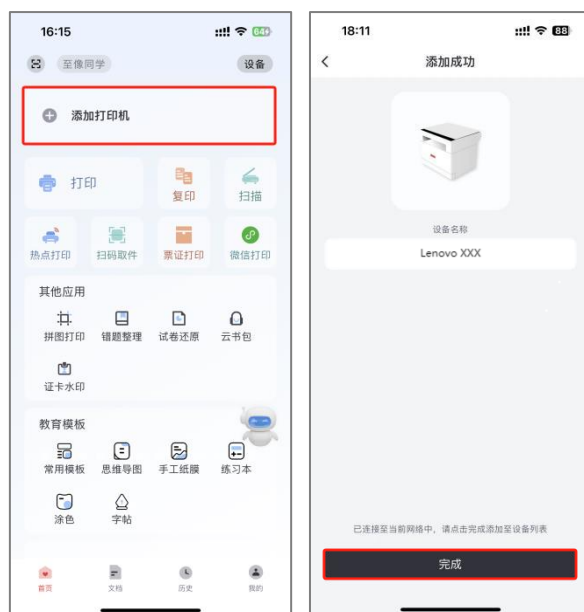 16:15
64
至像同学
设备
添加打印机
打印
复印
扫描
热点打印
扫码取件
票证打印
微信打印
其他应用
拼图打印
错题整理
试卷还原
云书包
证卡水印
教育模板
常用模板
思维导图
手工纸膜
练习本
涂色
字帖
首页
文档
历史
我的
18:11
88
添加成功
设备名称
Lenovo XXX
已连接至当前网络中，请点击完成添加至设备列表
完成